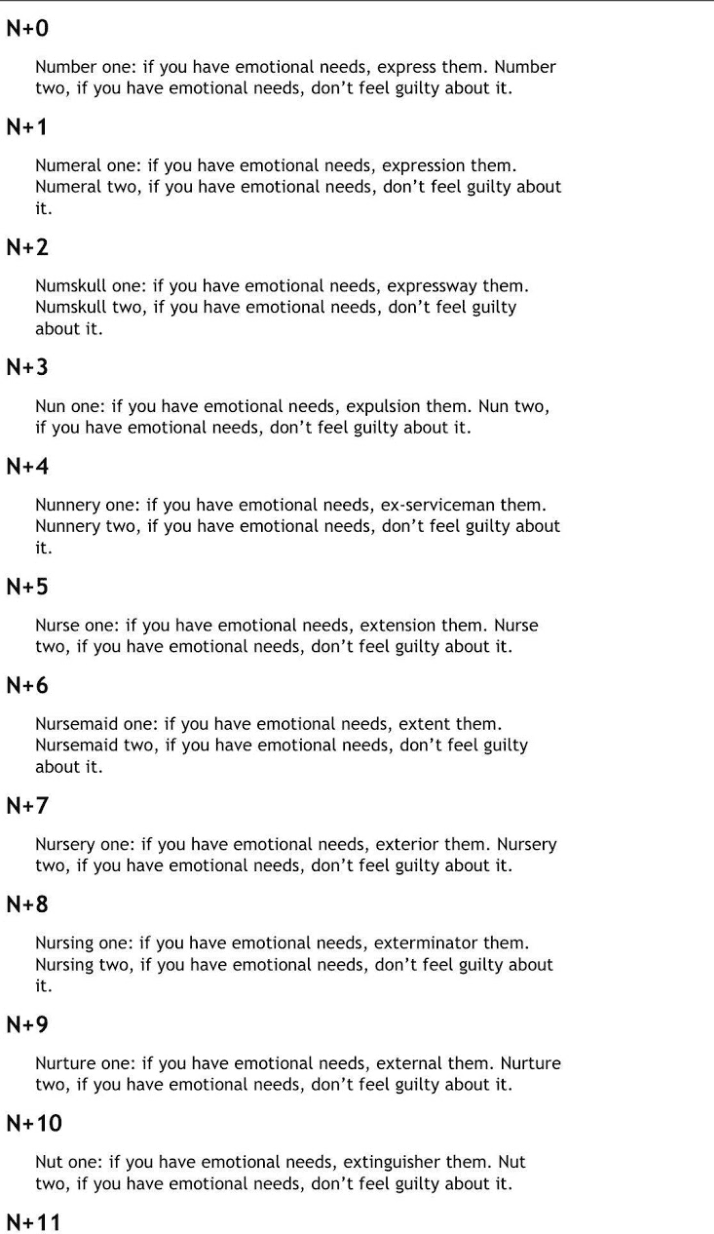 N+0
Number one: if you have emotional needs, express them. Number
two, if you have emotional needs, don’t feel guilty about it.
N+1
Numeral one: if you have emotional needs, expression them.
Numeral two, if you have emotional needs, don’t feel guilty about
it.
N+2
Numskull one: if you have emotional needs, expressway them.
Numskull two, if you have emotional needs, don’t feel guilty
about it.
N+3
Nun one: if you have emotional needs, expulsion them. Nun two,
if you have emotional needs, don’t feel guilty about it.
N+4
Nunnery one: if you have emotional needs, ex-serviceman them.
Nunnery two, if you have emotional needs, don’t feel guilty about
it.
N+5
Nurse one: if you have emotional needs, extension them. Nurse
two, if you have emotional needs, don’t feel guilty about it.
N+6
Nursemaid one: if you have emotional needs, extent them.
Nursemaid two, if you have emotional needs, don’t feel guilty
about it.
N+7
Nursery one: if you have emotional needs, exterior them. Nursery
two, if you have emotional needs, don’t feel guilty about it.
N+8
Nursing one: if you have emotional needs, exterminator them.
Nursing two, if you have emotional needs, don’t feel guilty about
it.
N+9
Nurture one: if you have emotional needs, external them. Nurture
two, if you have emotional needs, don’t feel guilty about it.
N+10
Nut one: if you have emotional needs, extinguisher them. Nut
two, if you have emotional needs, don’t feel guilty about it.
N+11